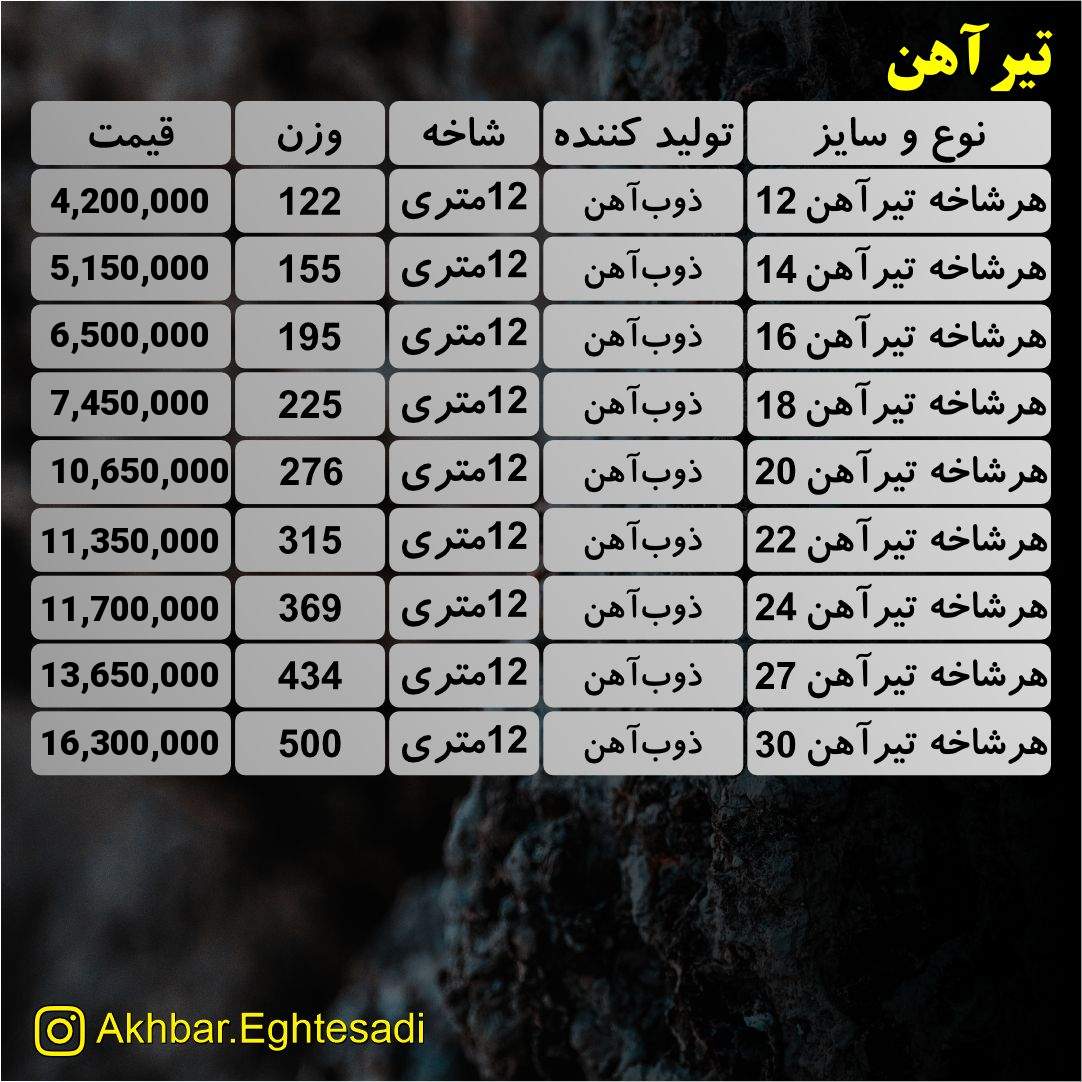 تیرآهن
نوع و سایز تولید کننده شاخه وزن قیمت
هرشاخه تیرآهن 12 ذوب‌آهن 12متری 122 4,200,000
هرشاخه تیرآهن 14 ذوب‌آهن 12متری 155 5,150,000
هرشاخه تیرآهن 16 ذوب‌آهن 12متری 195 6,500,000
هرشاخه تیرآهن 18 ذوب‌آهن 12متری 225 7,450,000
هرشاخه تیرآهن 20 ذوب‌آهن 12متری 276 10,650,000
هرشاخه تیرآهن 22 ذوب‌آهن 12متری 315 11,350,000
هرشاخه تیرآهن 24 ذوب‌آهن 12متری 369 11,700,000
هرشاخه تیرآهن 27 ذوب‌آهن 12متری 434 13,650,000
هرشاخه تیرآهن 30 ذوب‌آهن 12متری 500 16,300,000
Akhbar.Eghtesadi